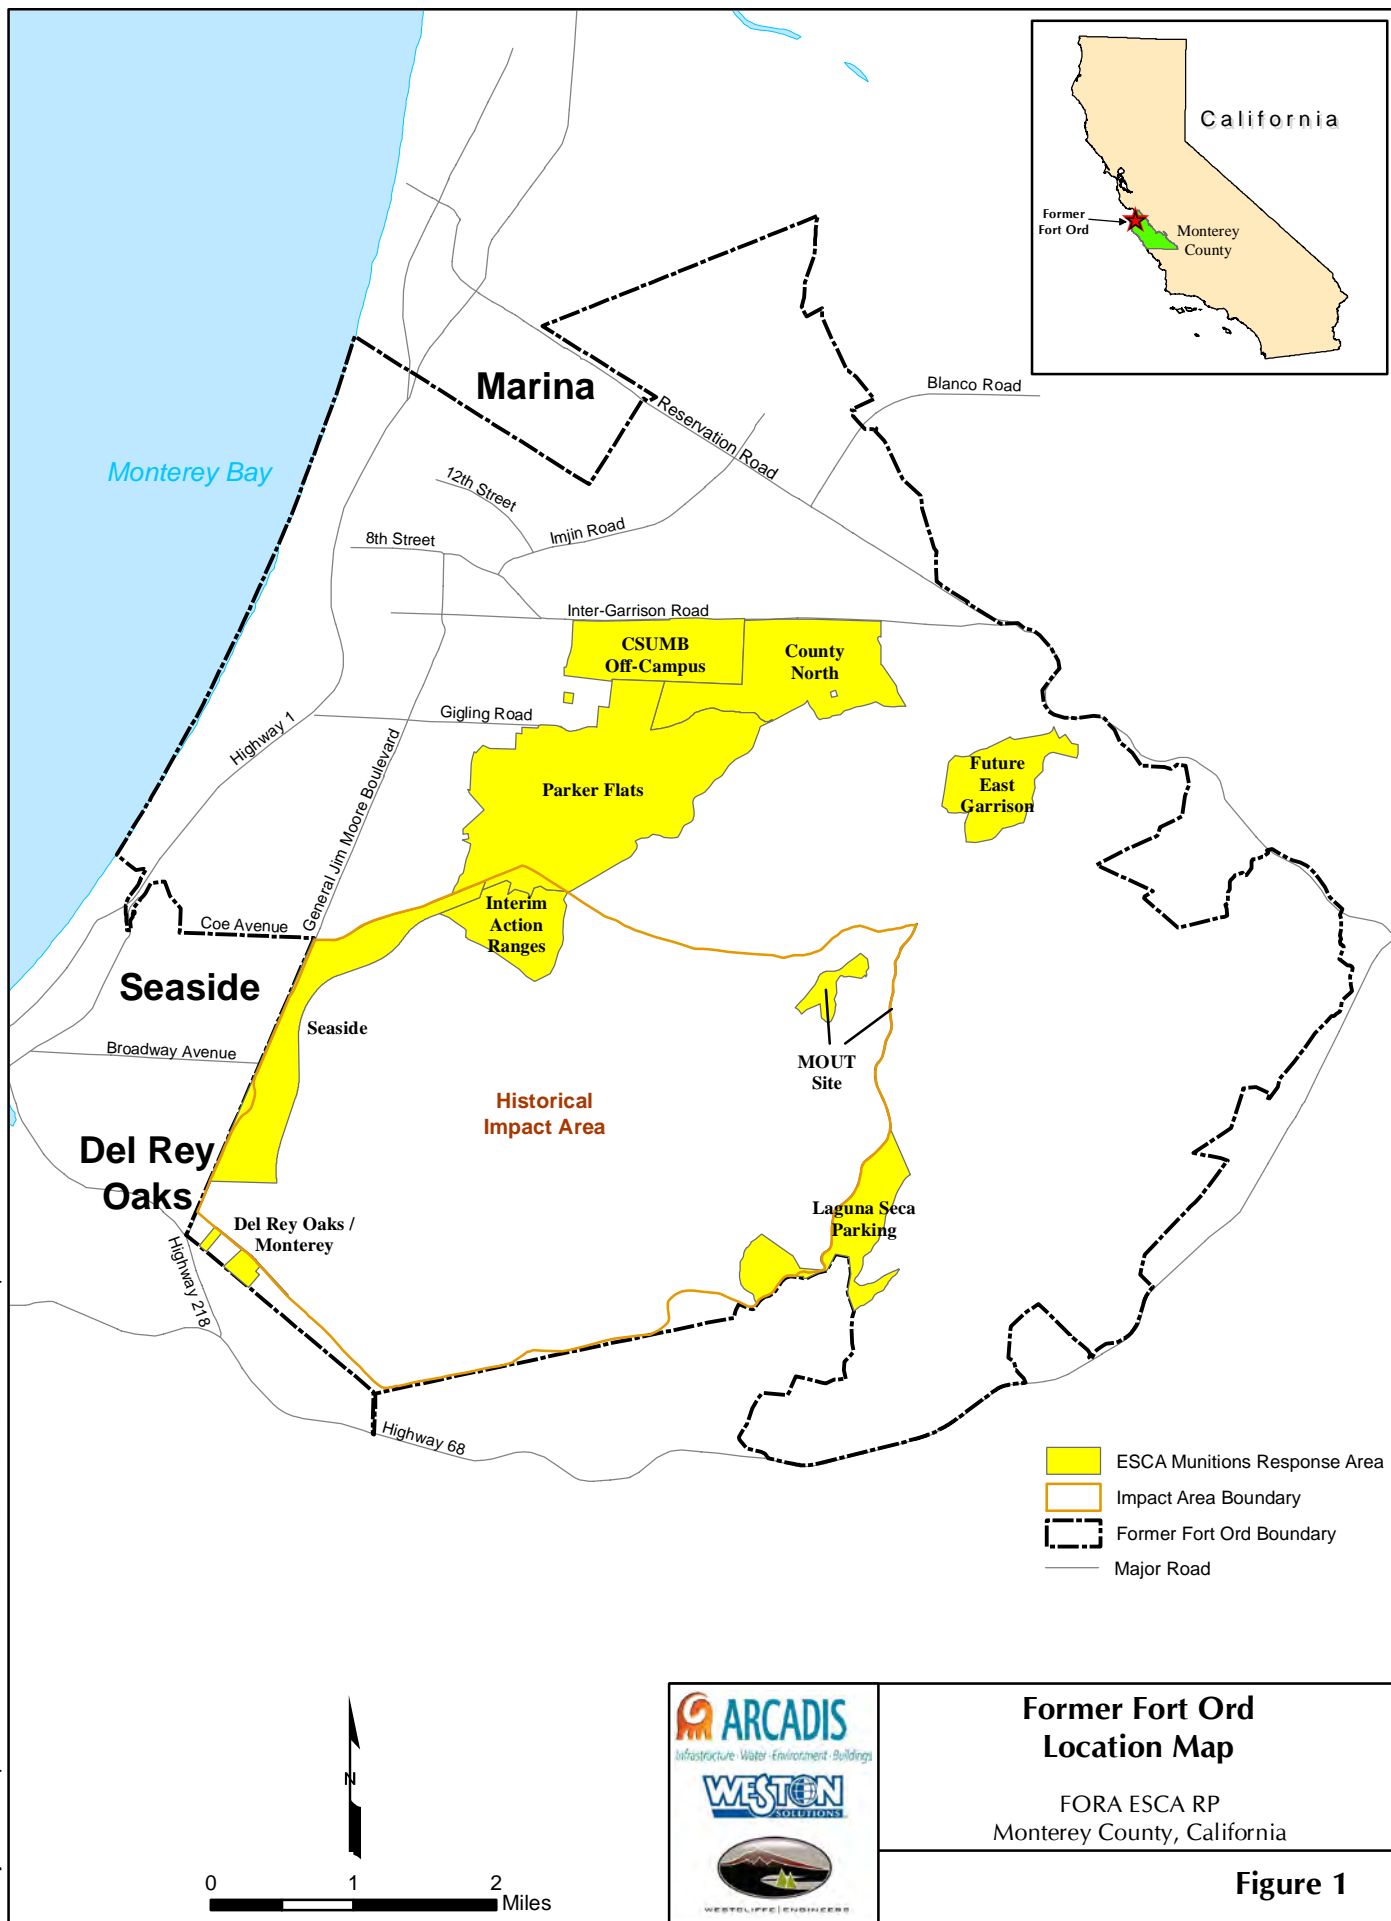 California
Former
Fort Ord
Monterey
County
Marina
Blanco Road
Reservation Road
Monterey Bay
12th Street
Imjin Road
8th Street
Inter-Garrison Road
CSUMB
Off-Campus
County
North
Gigling Road
Highway 1
General Jim Moore Boulevard
Parker Flats
Future
East
Garrison
Interim
Action
Ranges
Coe Avenue
Seaside
Seaside
Broadway Avenue
MOUT
Site
Historical
Impact Area
Del Rey
Oaks
Del Rey Oaks /
Monterey
Laguna Seca
Parking
Highway 218
Highway 68
ESCA Munitions Response Area
Impact Area Boundary
Former Fort Ord Boundary
Major Road
N
0 1 2
Miles
ARCADIS
Infrastructure · Water · Environment · Buildings
WESTON
SOLUTIONS
WESTCLIFFE | ENGINEERS
Former Fort Ord
Location Map
FORA ESCA RP
Monterey County, California
Figure 1